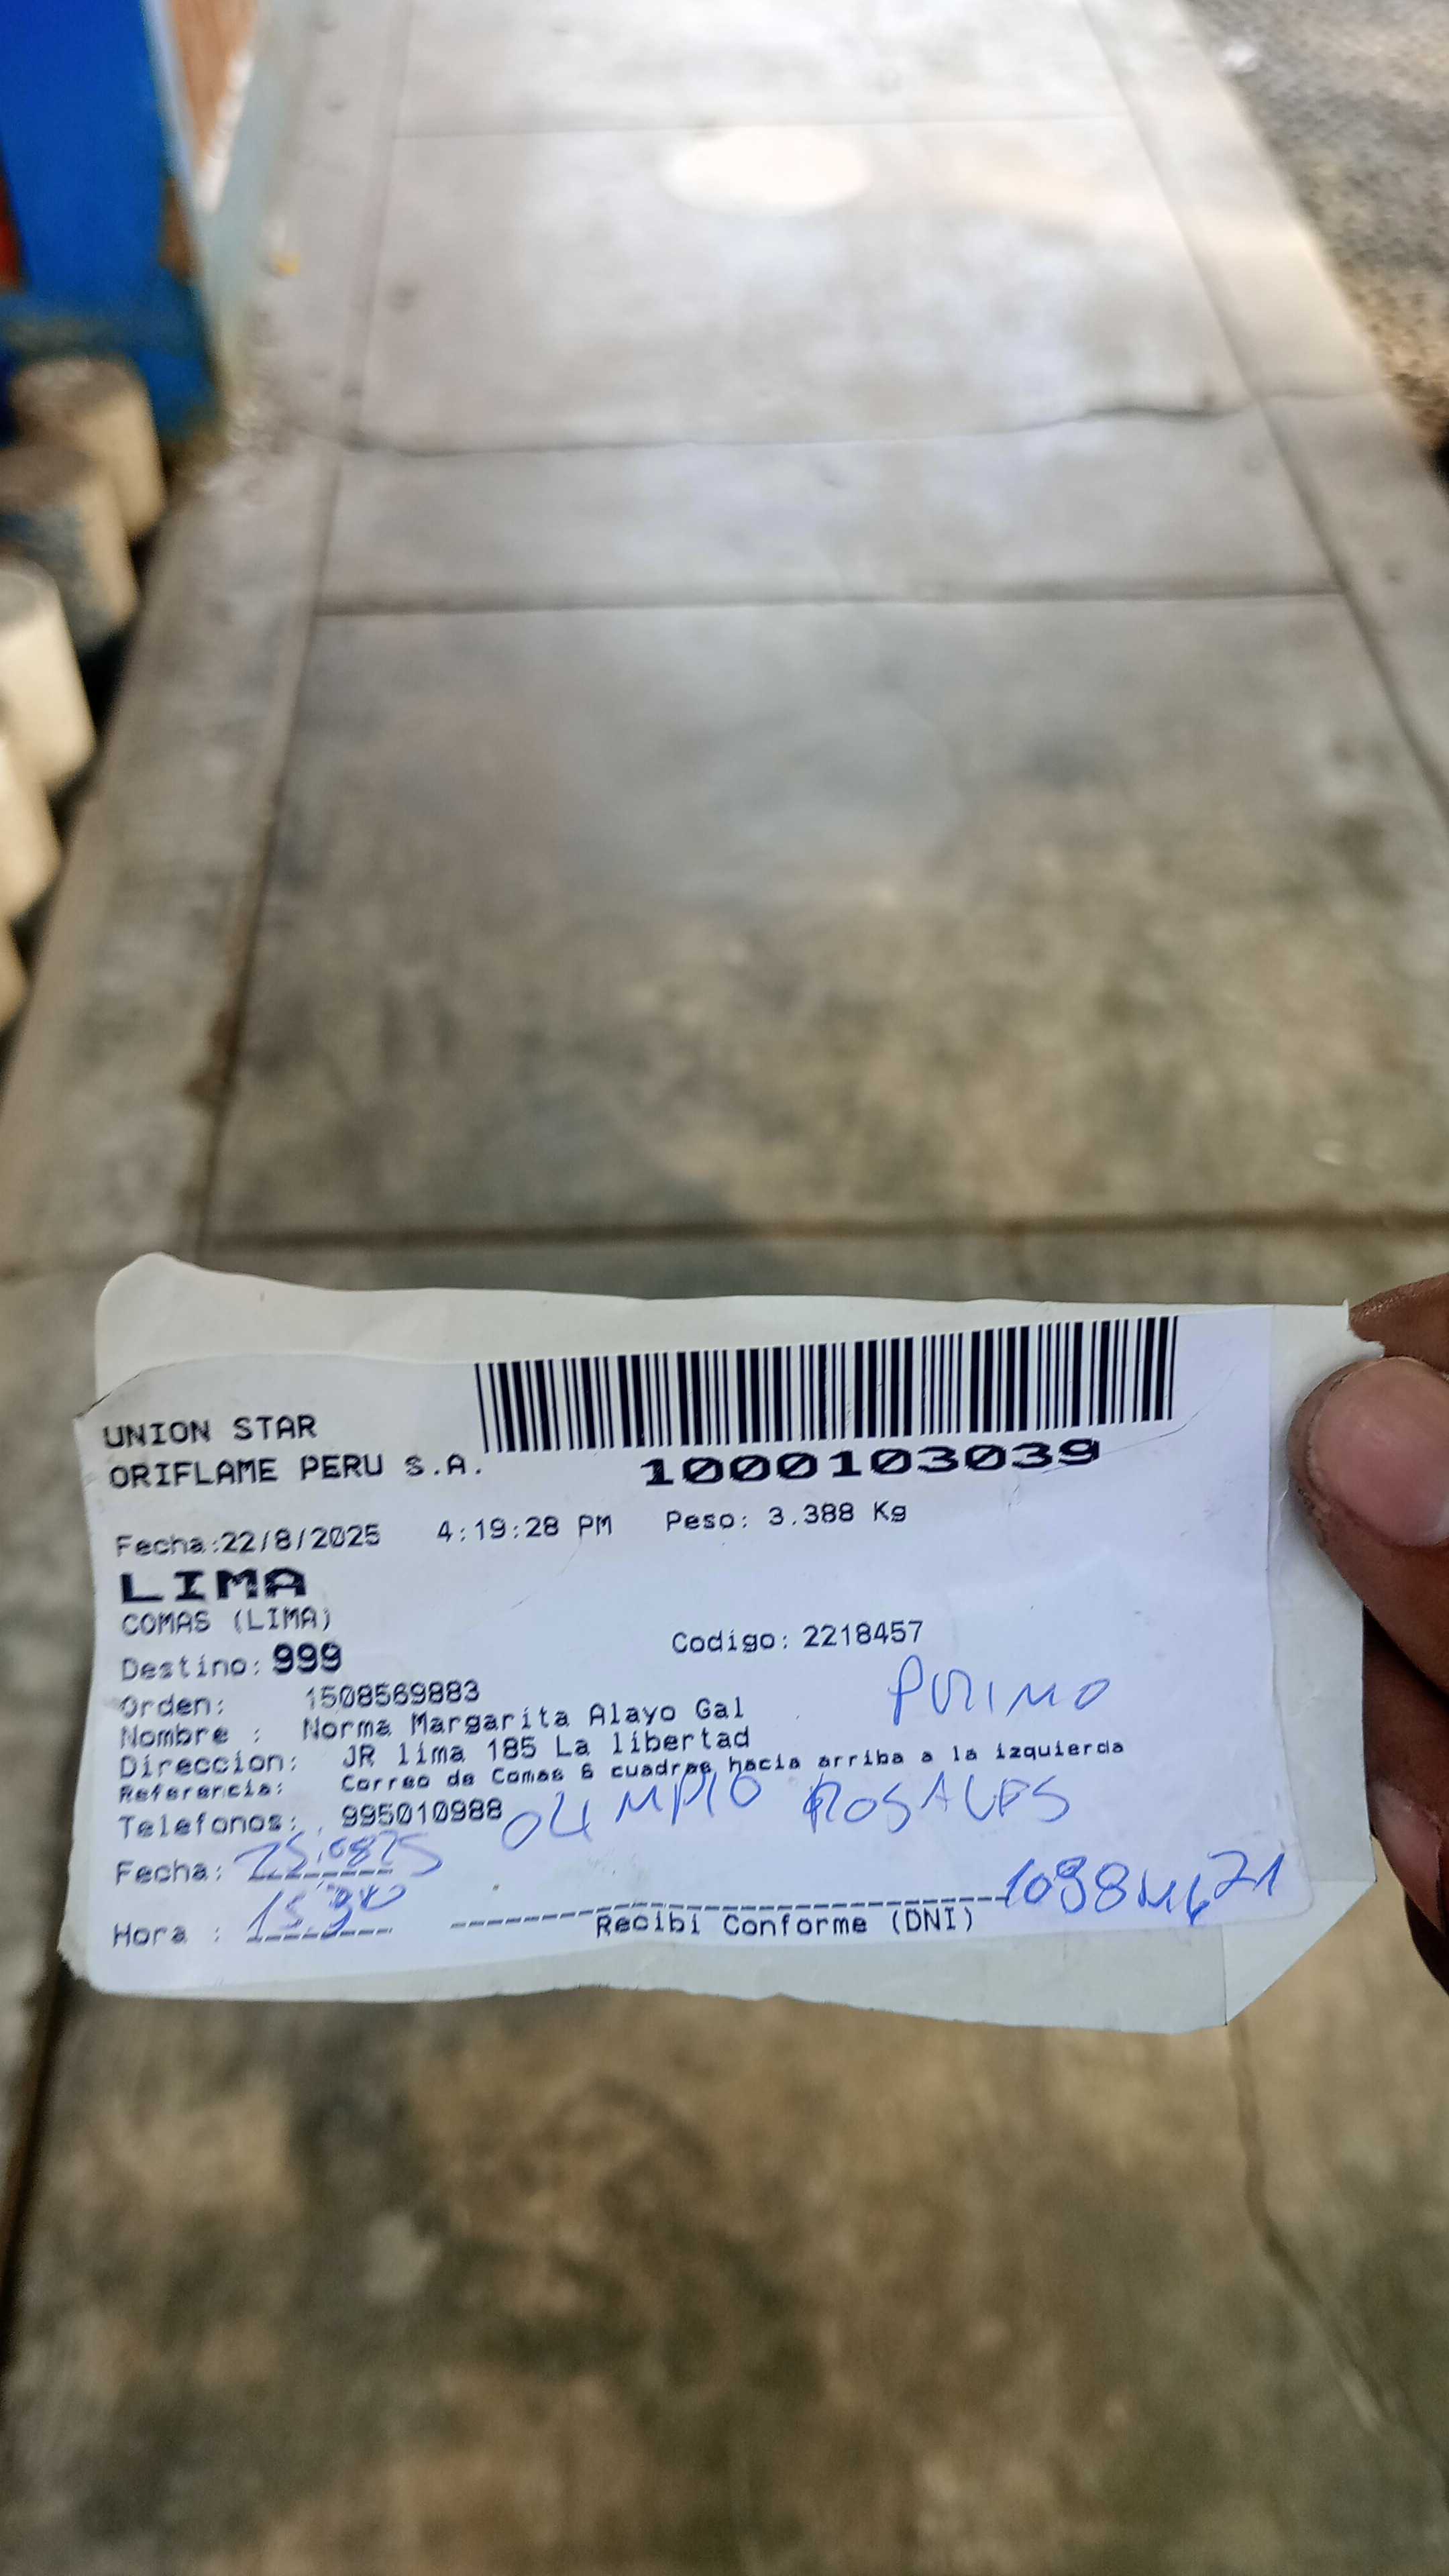 UNION STAR
ORIFLAME PERU S.A.
1000103039
Fecha:22/8/2025 4:19:28 PM Peso: 3.388 Kg
LIMA
COMAS (LIMA)
Destino: 999 Codigo: 2218457
Orden: 1508569883
Nombre : Norma Margarita Alayo Gal
Direccion: JR lima 185 La libertad
Referencia: Correo de Comas 6 cuadras hacia arriba a la izquierda
Telefonos: 995010988
ROSALES
Fecha:
Hora :
Recibi Conforme (DNI)